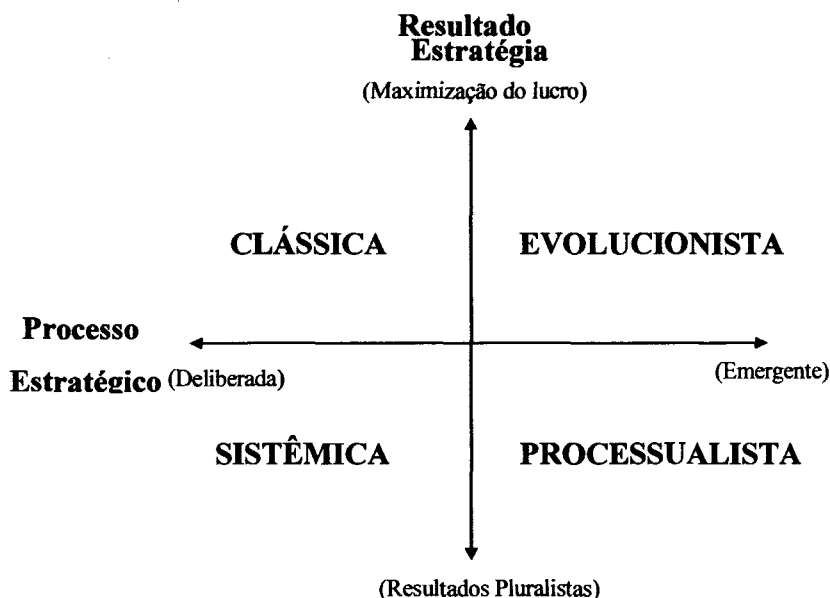 Resultado
Estratégia
(Maximização do lucro)
CLÁSSICA
EVOLUCIONISTA
Processo
Estratégico (Deliberada)
(Emergente)
SISTÊMICA
PROCESSUALISTA
(Resultados Pluralistas)